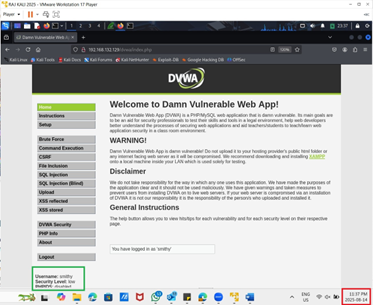 RAJ KALI 2025 - VMware Workstation 17 Player
Player
23:37
Damn Vulnerable Web Ap
192.168.132.129/dvwa/index.php
Kali Linux Kali Tools Kali Docs Kali Forums Kali NetHunter Exploit-DB Google Hacking DB OffSec
DVWA
Home
Instructions
Setup
Brute Force
Command Execution
CSRF
File Inclusion
SQL Injection
SQL Injection (Blind)
Upload
XSS reflected
XSS stored
DVWA Security
PHP Info
About
Logout
Username: smithy
Security Level: low
PHPIDS: disabled
Welcome to Damn Vulnerable Web App!
Damn Vulnerable Web App (DVWA) is a PHP/MySQL web application that is damn vulnerable. Its main goals are
to be an aid for security professionals to test their skills and tools in a legal environment, help web developers
better understand the processes of securing web applications and aid teachers/students to teach/learn web
application security in a class room environment.
WARNING!
Damn Vulnerable Web App is damn vulnerable! Do not upload it to your hosting provider's public html folder or
any internet facing web server as it will be compromised. We recommend downloading and installing XAMPP
onto a local machine inside your LAN which is used solely for testing.
Disclaimer
We do not take responsibility for the way in which any one uses this application. We have made the purposes of
the application clear and it should not be used maliciously. We have given warnings and taken measures to
prevent users from installing DVWA on to live web servers. If your web server is compromised via an installation
of DVWA it is not our responsibility it is the responsibility of the person/s who uploaded and installed it.
General Instructions
The help button allows you to view hits/tips for each vulnerability and for each security level on their respective
page.
You have logged in as 'smithy'
ENG
US
11:37 PM
2025-08-14